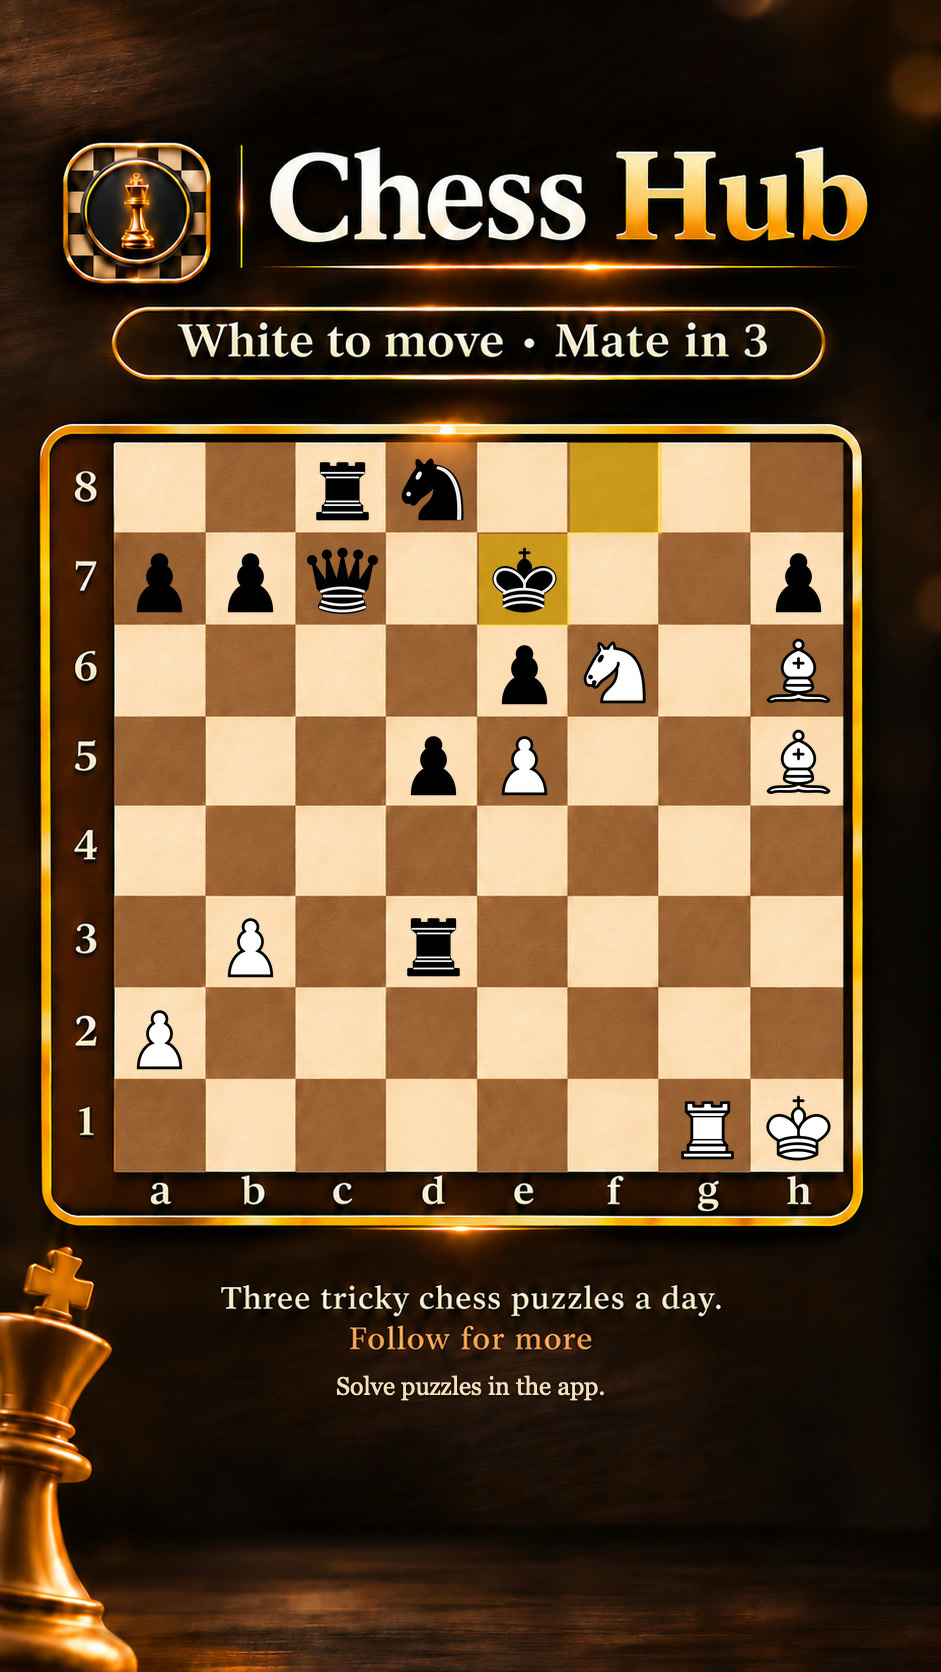 Chess Hub
White to move • Mate in 3
8
7
6
5
4
3
2
1
a b c d e f g h
Three tricky chess puzzles a day.
Follow for more
Solve puzzles in the app.